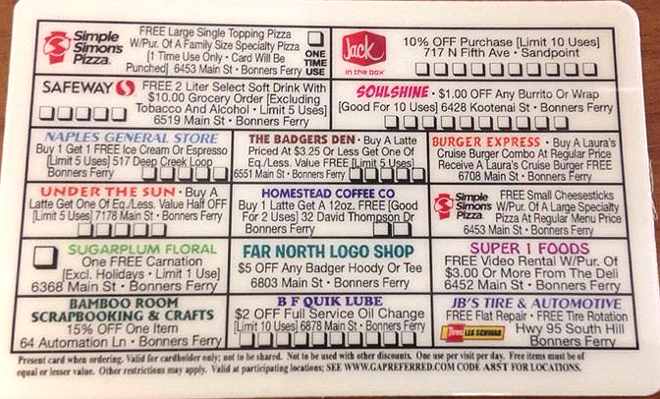 Simple Simon's Pizza.
FREE Large Single Topping Pizza
W/Pur. Of A Family Size Specialty Pizza
[1 Time Use Only • Card Will Be
Punched] 6453 Main St • Bonners Ferry
ONE TIME USE
Jack in the box
10% OFF Purchase [Limit 10 Uses]
717 N Fifth Ave • Sandpoint
SAFEWAY
FREE 2 Liter Select Soft Drink With
$10.00 Grocery Order [Excluding
Tobacco And Alcohol • Limit 5 Uses]
6519 Main St • Bonners Ferry
SOULSHINE • $1.00 OFF Any Burrito Or Wrap
[Good For 10 Uses] 6428 Kootenai St • Bonners Ferry
NAPLES GENERAL STORE
Buy 1 Get 1 FREE Ice Cream Or Espresso
[Limit 5 Uses] 517 Deep Creek Loop
Bonners Ferry
THE BADGERS DEN • Buy A Latte
Priced At $3.25 Or Less Get One Of
Eq./Less. Value FREE [Limit 5 Uses]
6551 Main St • Bonners Ferry
BURGER EXPRESS • Buy A Laura's
Cruise Burger Combo At Regular Price
Receive A Laura's Cruise Burger FREE
6708 Main St • Bonners Ferry
UNDER THE SUN • Buy A
Latte Get One Of Eq./Less. Value Half OFF
[Limit 5 Uses] 7178 Main St • Bonners Ferry
HOMESTEAD COFFEE CO
Buy 1 Latte Get A 12oz. FREE [Good
For 2 Uses] 32 David Thompson Dr
Bonners Ferry
Simple Simon's Pizza.
FREE Small Cheesesticks
W/Pur. Of A Large Specialty
Pizza At Regular Menu Price
6453 Main St • Bonners Ferry
SUGARPLUM FLORAL
One FREE Carnation
[Excl. Holidays • Limit 1 Use]
6368 Main St • Bonners Ferry
FAR NORTH LOGO SHOP
$5 OFF Any Badger Hoody Or Tee
6803 Main St • Bonners Ferry
SUPER 1 FOODS
FREE Video Rental W/Pur. Of
$3.00 Or More From The Deli
6452 Main St • Bonners Ferry
BAMBOO ROOM
SCRAPBOOKING & CRAFTS
15% OFF One Item
64 Automation Ln • Bonners Ferry
B F QUIK LUBE
$2 OFF Full Service Oil Change
[Limit 10 Uses] 6878 Main St • Bonners Ferry
JB'S TIRE & AUTOMOTIVE
FREE Flat Repair • FREE Tire Rotation
Tires LES SCHWAB
Hwy 95 South Hill
Bonners Ferry
Present card when ordering. Valid for cardholder only; not to be shared. Not to be used with other discounts. One use per visit per day. Free items must be of
equal or lesser value. Other restrictions may apply. Valid at participating locations; SEE WWW.GAPREFERRED.COM CODE A8ST FOR LOCATIONS.